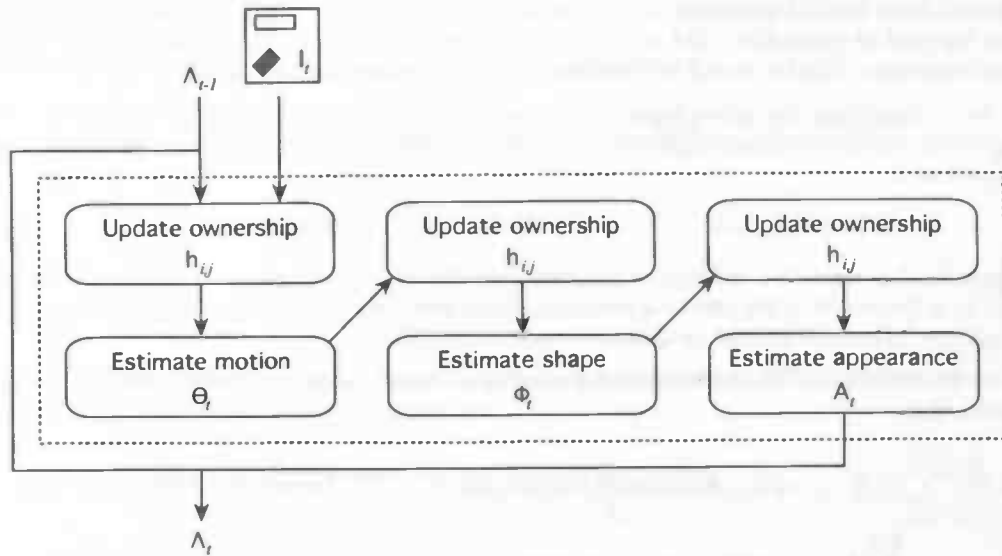 Λt-1
It
Update ownership
hi,j
Estimate motion
Θt
Update ownership
hi,j
Estimate shape
Φt
Update ownership
hi,j
Estimate appearance
At
Λt